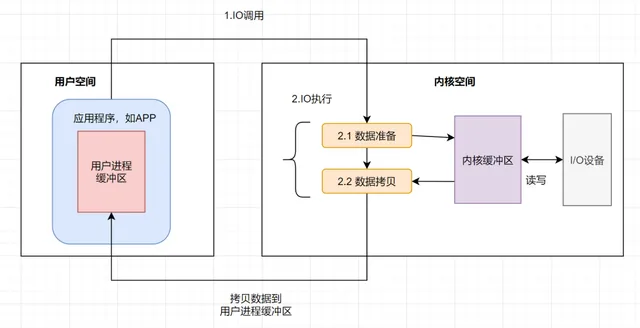 1.IO调用
用户空间
内核空间
应用程序，如APP
2.IO执行
用户进程
缓冲区
2.1 数据准备
2.2 数据拷贝
内核缓冲区
I/O设备
读写
拷贝数据到
用户进程缓冲区